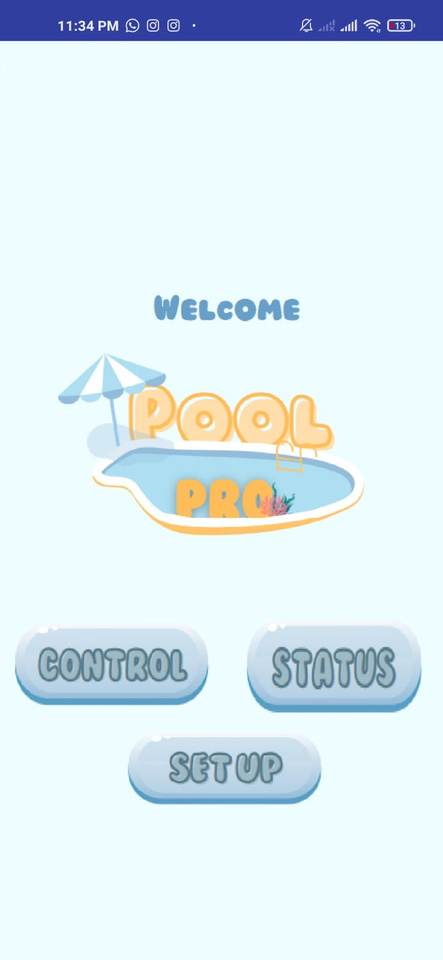 11:34 PM
13
WELCOME
POOL
PRO
CONTROL
STATUS
SETUP